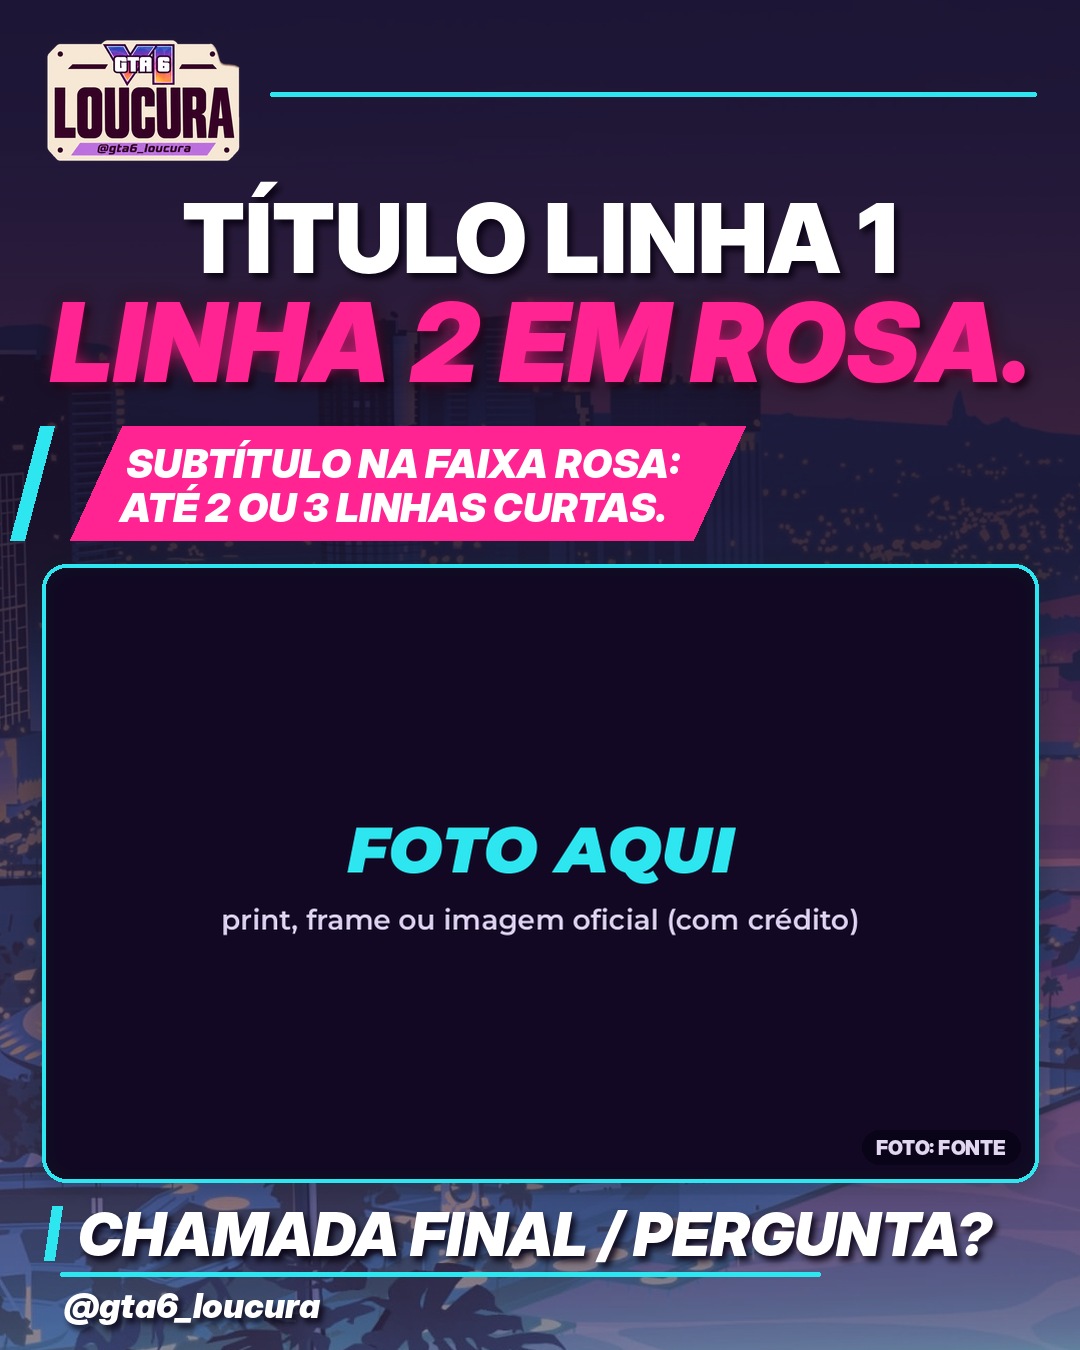 GTA 6
LOUCURA
@gta6_loucura
TÍTULO LINHA 1
LINHA 2 EM ROSA.
SUBTÍTULO NA FAIXA ROSA:
ATÉ 2 OU 3 LINHAS CURTAS.
FOTO AQUI
print, frame ou imagem oficial (com crédito)
FOTO: FONTE
CHAMADA FINAL / PERGUNTA?
@gta6_loucura